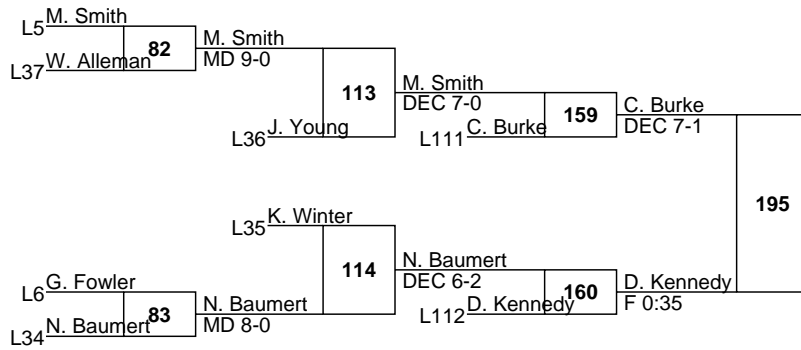 M. Smith
L5
82
M. Smith
W. Alleman
MD 9-0
L37
113
M. Smith
DEC 7-0
J. Young
L36
159
C. Burke
C. Burke
DEC 7-1
L111
195
K. Winter
L35
114
N. Baumert
DEC 6-2
G. Fowler
L6
83
N. Baumert
N. Baumert
MD 8-0
L34
160
D. Kennedy
D. Kennedy
F 0:35
L112